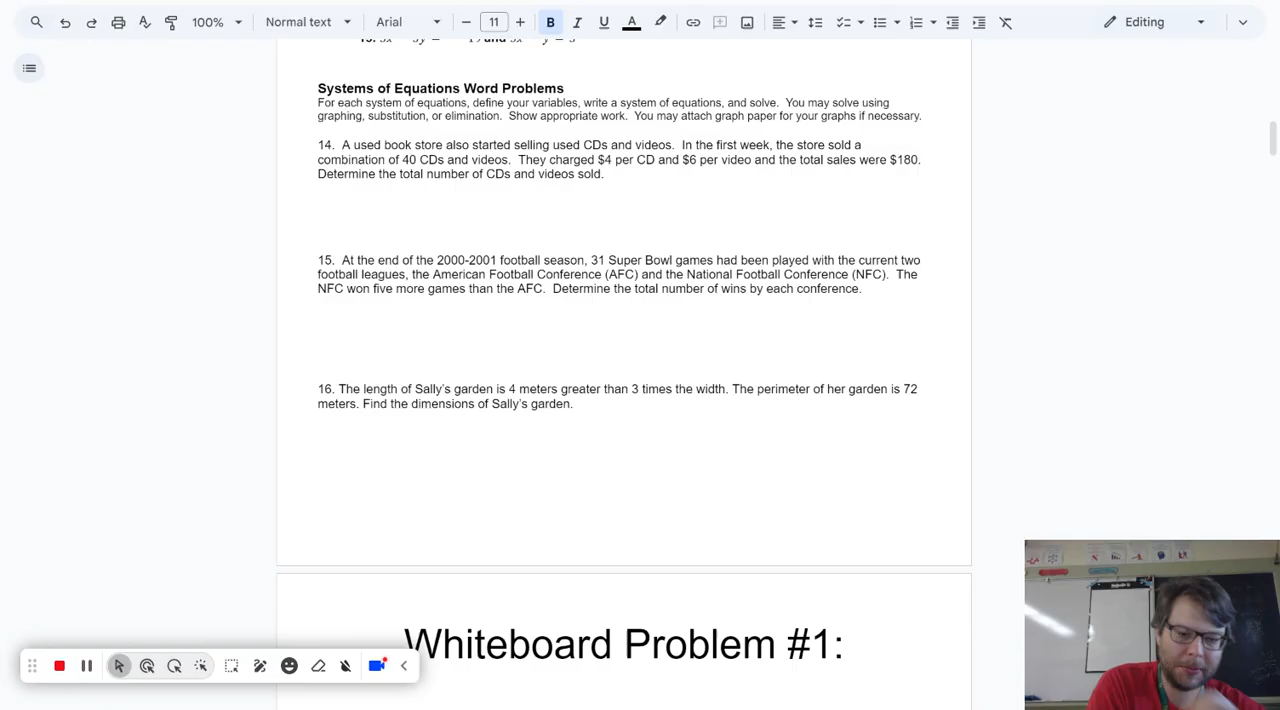 100%
Normal text
Arial
11
Editing
Systems of Equations Word Problems
For each system of equations, define your variables, write a system of equations, and solve.  You may solve using
graphing, substitution, or elimination.  Show appropriate work.  You may attach graph paper for your graphs if necessary.
14.  A used book store also started selling used CDs and videos.  In the first week, the store sold a
combination of 40 CDs and videos.  They charged $4 per CD and $6 per video and the total sales were $180.
Determine the total number of CDs and videos sold.
15.  At the end of the 2000-2001 football season, 31 Super Bowl games had been played with the current two
football leagues, the American Football Conference (AFC) and the National Football Conference (NFC).  The
NFC won five more games than the AFC.  Determine the total number of wins by each conference.
16. The length of Sally's garden is 4 meters greater than 3 times the width. The perimeter of her garden is 72
meters. Find the dimensions of Sally's garden.
Whiteboard Problem #1: